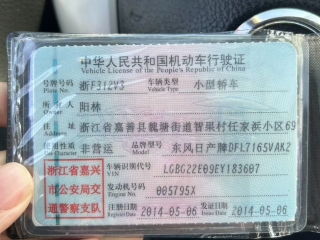 中华人民共和国机动车行驶证
Vehicle License of the People's Republic of China
号牌号码 Plate No. 浙F312V3 车辆类型 Vehicle Type 小型轿车
所有人 Owner 阳林
住址 浙江省嘉善县魏塘街道智果村任家浜小区69
使用性质 非营运 品牌型号 Model 东风日产牌DFL7165VAK2
浙江省嘉兴市公安局交通警察支队
车辆识别代号 VIN LGBG22E09EY183607
发动机号码 Engine No. 005795X
注册日期 2014-05-06 发证日期 2014-05-06